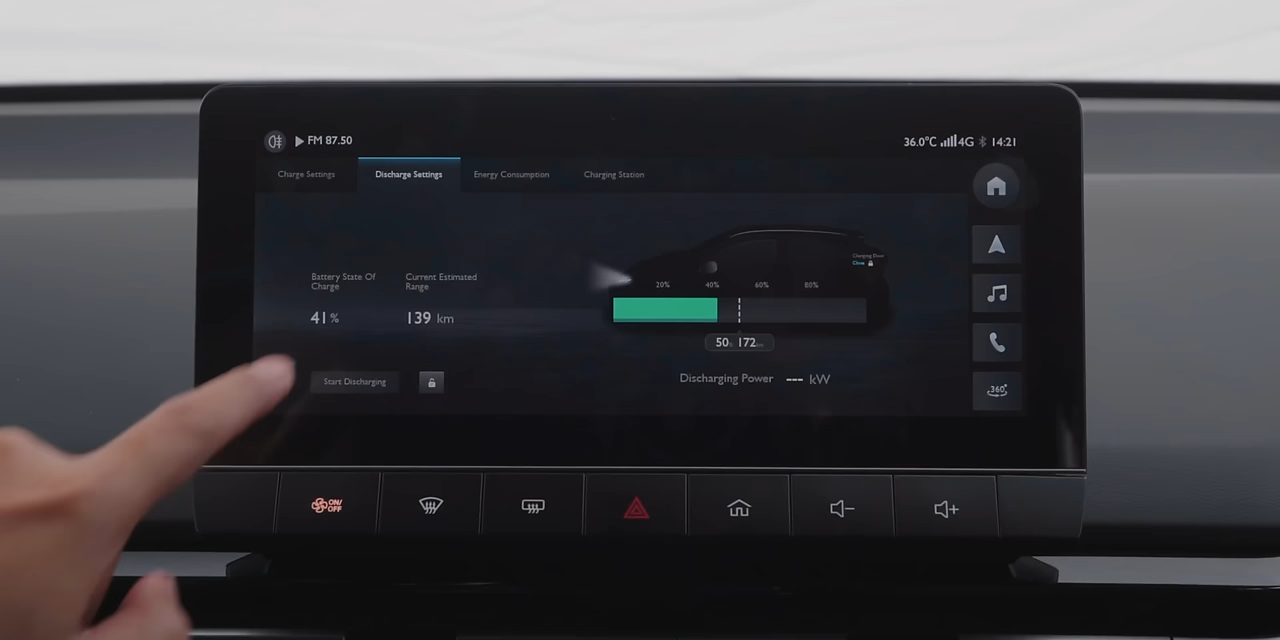 FM 87.50
36.0°C 4G 14:21
Charge Settings Discharge Settings Energy Consumption Charging Station
Charging Door
Close
20% 40% 60% 80%
Battery State Of
Charge
Current Estimated
Range
41% 139 km
50% 172km
Start Discharging
Discharging Power --- kW
360°
ON/
OFF